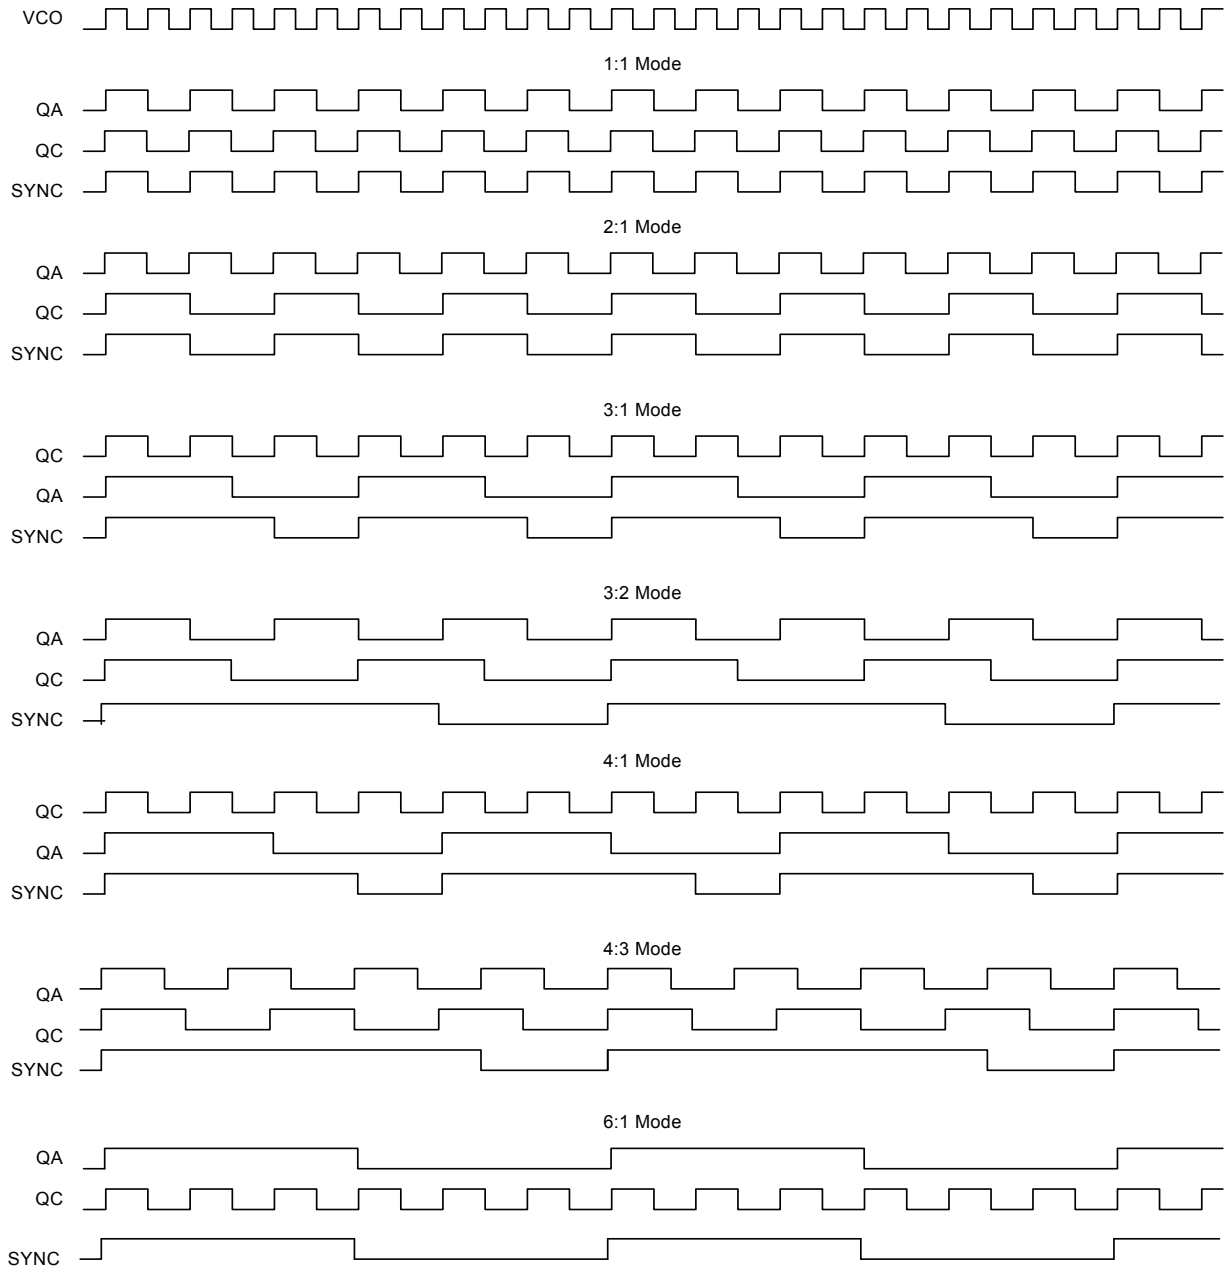 VCO
1:1 Mode
QA
QC
SYNC
2:1 Mode
QA
QC
SYNC
3:1 Mode
QC
QA
SYNC
3:2 Mode
QA
QC
SYNC
4:1 Mode
QC
QA
SYNC
4:3 Mode
QA
QC
SYNC
6:1 Mode
QA
QC
SYNC